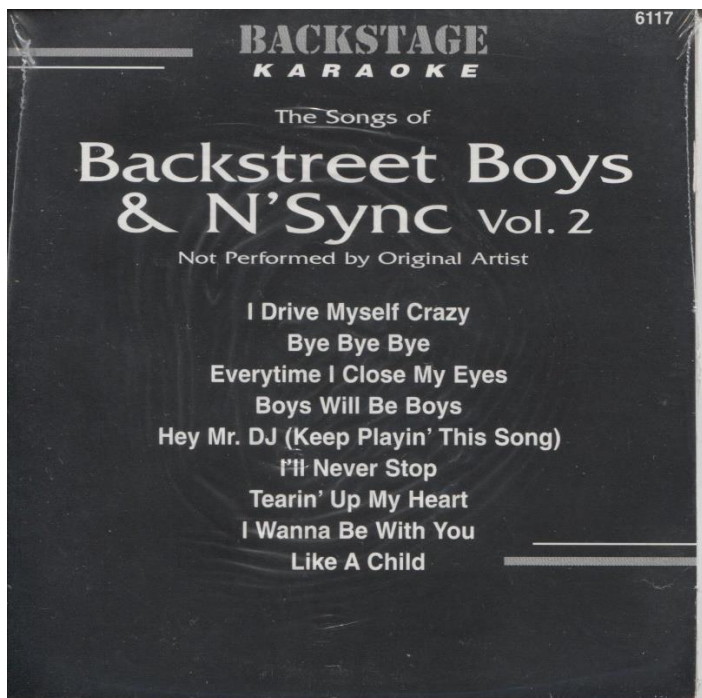 6117
BACKSTAGE
KARAOKE
The Songs of
Backstreet Boys
& N'Sync Vol. 2
Not Performed by Original Artist
I Drive Myself Crazy
Bye Bye Bye
Everytime I Close My Eyes
Boys Will Be Boys
Hey Mr. DJ (Keep Playin' This Song)
I'll Never Stop
Tearin' Up My Heart
I Wanna Be With You
Like A Child